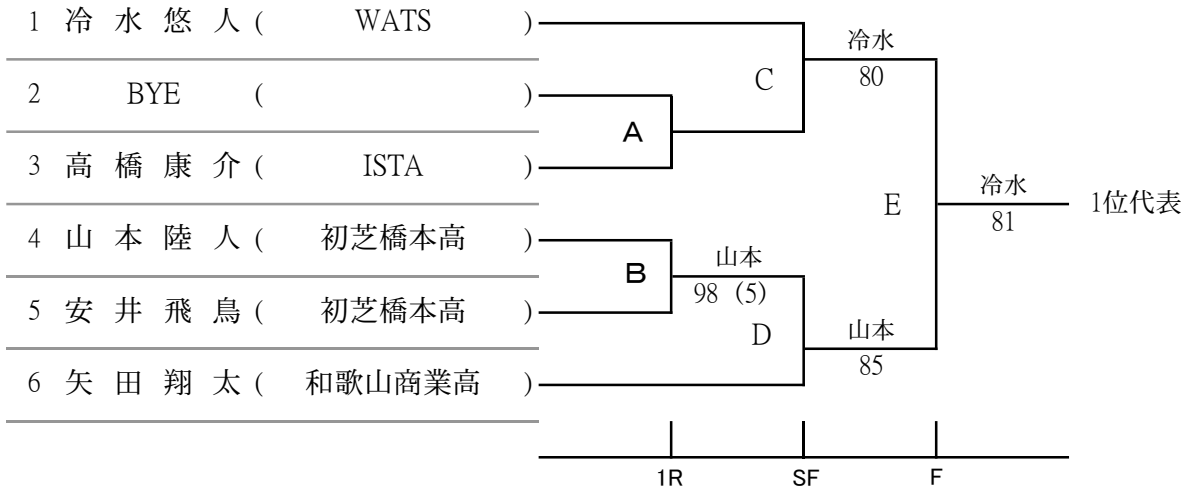 1 冷 水 悠 人 ( WATS )
冷水
80
C
2 BYE ( )
A
3 高 橋 康 介 ( ISTA )
冷水
81
E
1位代表
4 山 本 陸 人 ( 初芝橋本高 )
山本
98 (5)
B
5 安 井 飛 鳥 ( 初芝橋本高 )
D
山本
85
6 矢 田 翔 太 ( 和歌山商業高 )
1R SF F